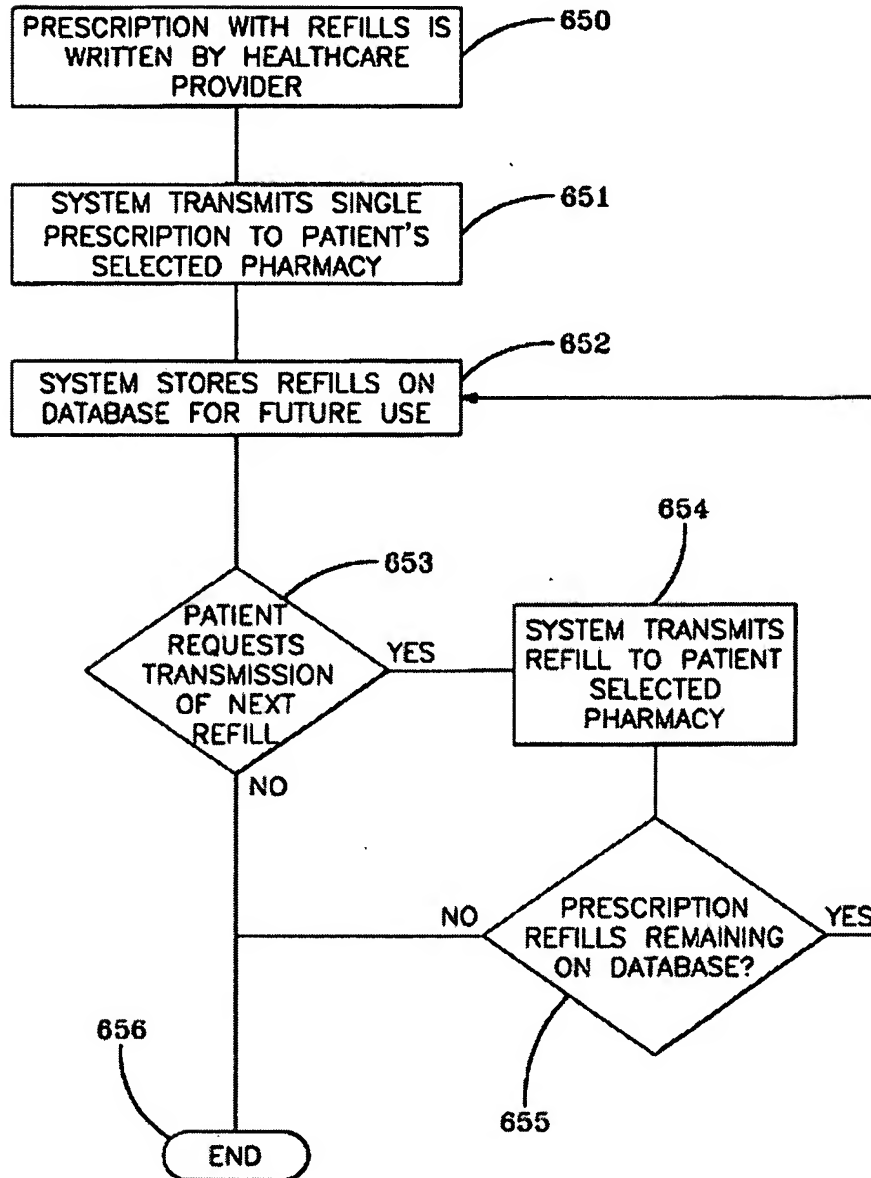 PRESCRIPTION WITH REFILLS IS
WRITTEN BY HEALTHCARE
PROVIDER
650
SYSTEM TRANSMITS SINGLE
PRESCRIPTION TO PATIENT'S
SELECTED PHARMACY
651
SYSTEM STORES REFILLS ON
DATABASE FOR FUTURE USE
652
653
PATIENT
REQUESTS
TRANSMISSION
OF NEXT
REFILL
YES
NO
654
SYSTEM TRANSMITS
REFILL TO PATIENT
SELECTED
PHARMACY
NO
PRESCRIPTION
REFILLS REMAINING
ON DATABASE?
YES
655
656
END